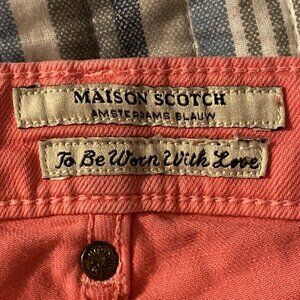 MAISON SCOTCH
AMSTERDAMS BLAUW
To Be Worn With Love